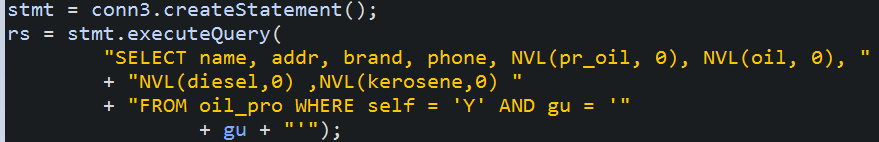 stmt = conn3.createStatement();
rs = stmt.executeQuery(
"SELECT name, addr, brand, phone, NVL(pr_oil, 0), NVL(oil, 0), "
+ "NVL(diesel,0) ,NVL(kerosene,0) "
+ "FROM oil_pro WHERE self = 'Y' AND gu = '"
+ gu + "'");